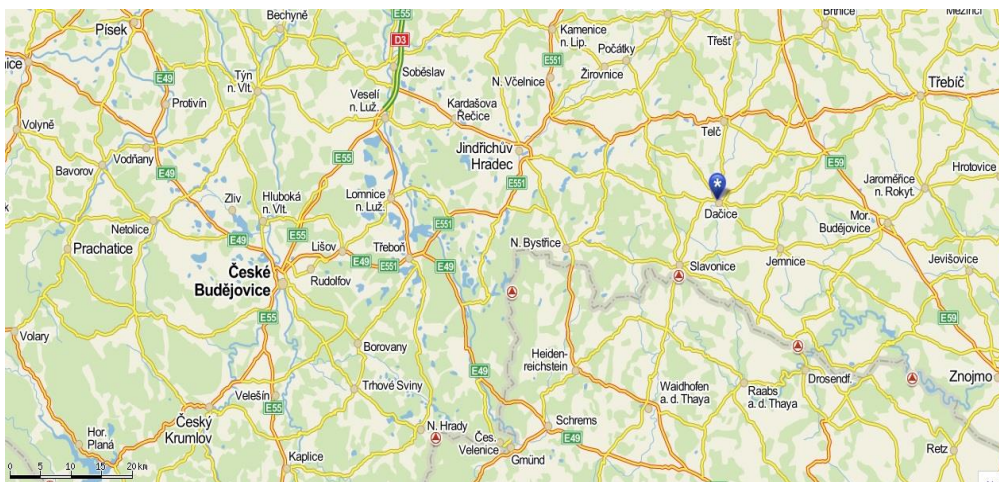 Bechyně
E55
Brtnice
Meziříčí
Písek
Kamenice
n. Lip.
Počátky
Třešť
D3
E49
Týn
n. Vlt.
Soběslav
E551
Žirovnice
N. Včelnice
Třebíč
Protivín
Veselí
n. Luž.
Kardašova
Řečice
Telč
Volyně
Vodňany
E55
Jindřichův
Hradec
E59
Hrotovice
Bavorov
E49
E551
Jaroměřice
n. Rokyt.
Zliv
Hluboká
n. Vlt.
Lomnice
n. Luž.
Dačice
Netolice
E49
E55
E551
Mor.
Budějovice
Prachatice
Lišov
Třeboň
N. Bystřice
E49
E551
E49
Slavonice
Jemnice
Jevišovice
České
Budějovice
Rudolfov
E55
E59
Volary
Borovany
Heiden-
reichstein
E49
Drosendf.
Znojmo
Trhové Sviny
Waidhofen
a. d. Thaya
Raabs
a. d. Thaya
Velešín
E55
Český
Krumlov
N. Hrady
Schrems
Hor.
Planá
Čes.
Velenice
E49
Retz
Kaplice
Gmünd
0 5 10 15 20 km